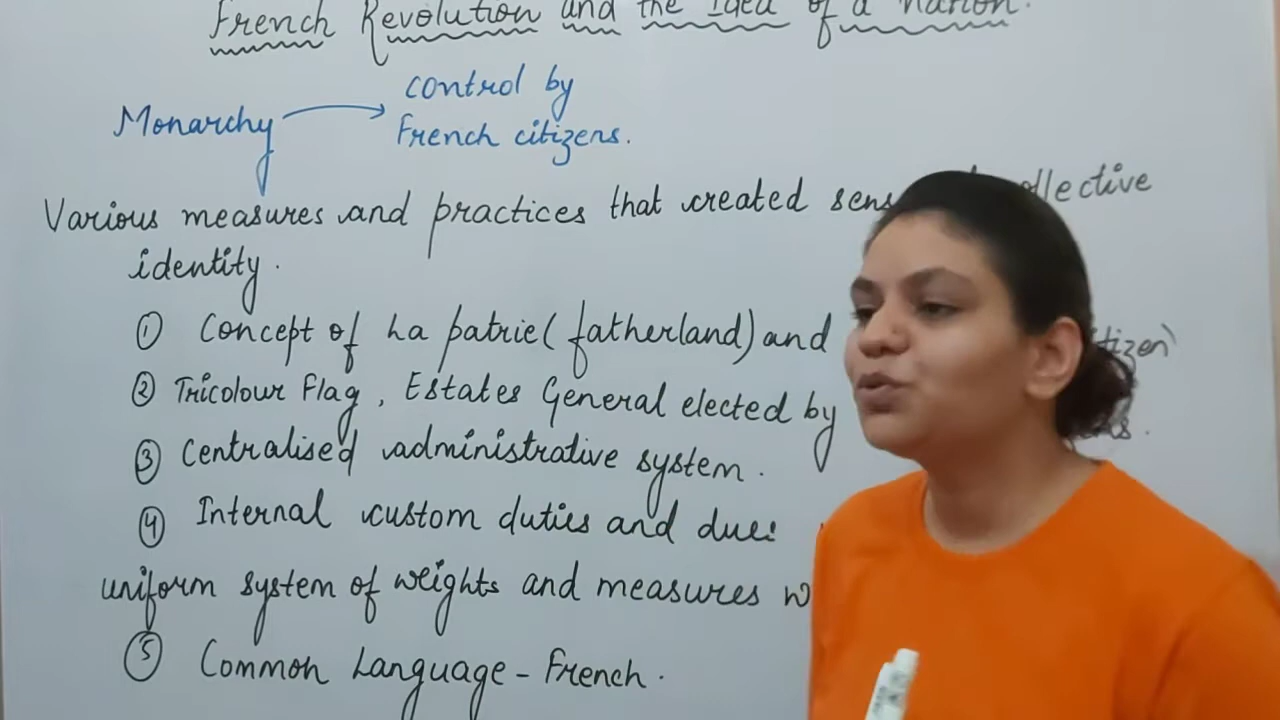 French Revolution and the Idea of a Nation.
Monarchy
control by
French citizens.
Various measures and practices that created ollective
identity.
① Concept of La patrie (fatherland) and
② Tricolour Flag, Estates General elected by
③ Centralised administrative system.
④ Internal custom duties and dues
uniform system of weights and measures
⑤ Common Language - French.